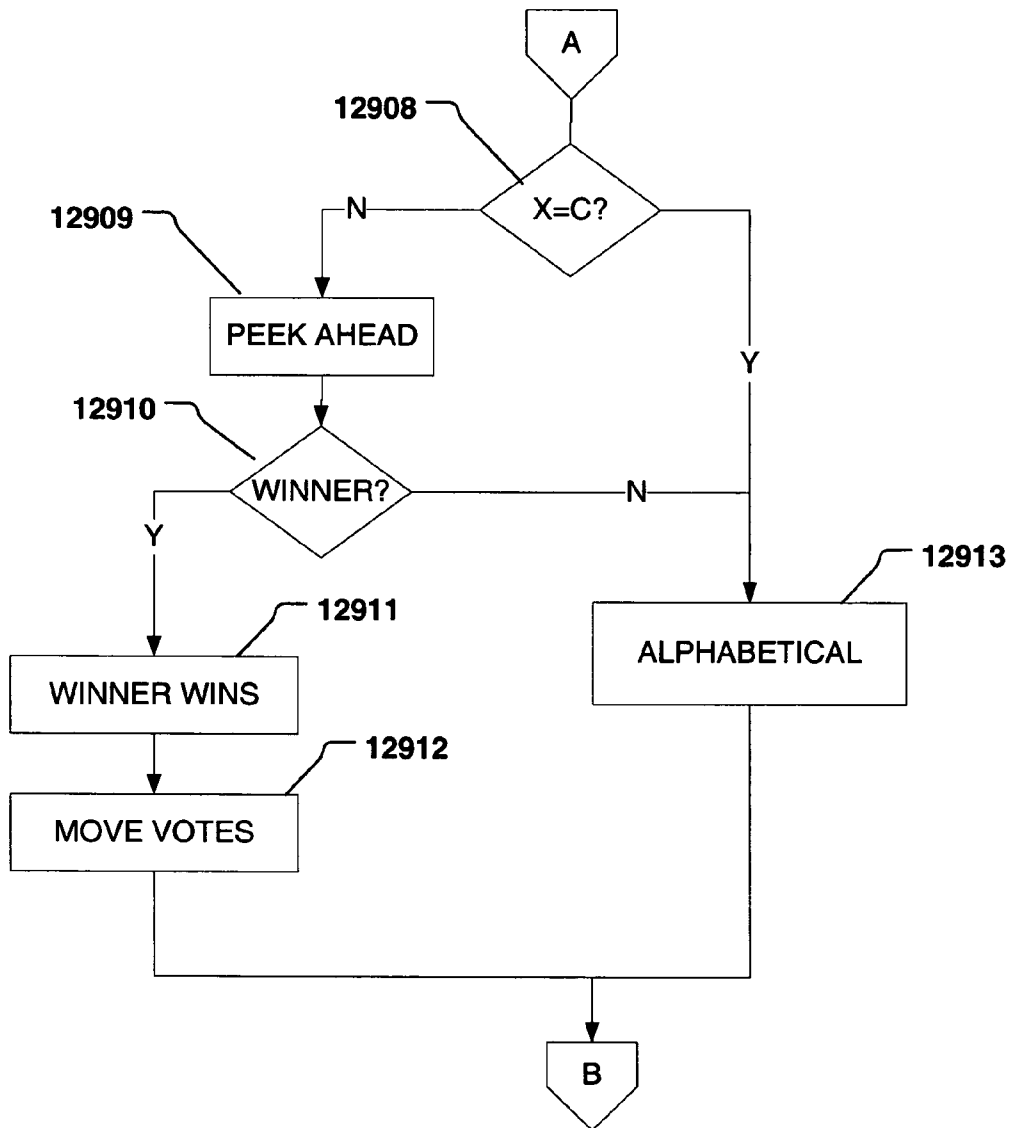 A
12908
X=C?
N
12909
PEEK AHEAD
Y
12910
WINNER?
N
Y
12913
12911
ALPHABETICAL
WINNER WINS
12912
MOVE VOTES
B